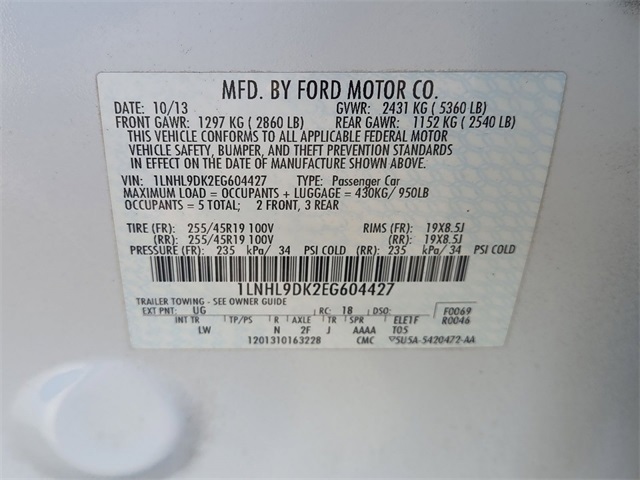 MFD. BY FORD MOTOR CO.
DATE: 10/13 GVWR: 2431 KG ( 5360 LB)
FRONT GAWR: 1297 KG ( 2860 LB) REAR GAWR: 1152 KG ( 2540 LB)
THIS VEHICLE CONFORMS TO ALL APPLICABLE FEDERAL MOTOR
VEHICLE SAFETY, BUMPER, AND THEFT PREVENTION STANDARDS
IN EFFECT ON THE DATE OF MANUFACTURE SHOWN ABOVE.
VIN: 1LNHL9DK2EG604427 TYPE: Passenger Car
MAXIMUM LOAD = OCCUPANTS + LUGGAGE = 430KG/ 950LB
OCCUPANTS = 5 TOTAL; 2 FRONT, 3 REAR
TIRE (FR): 255/45R19 100V RIMS (FR): 19X8.5J
(RR): 255/45R19 100V (RR): 19X8.5J
PRESSURE (FR): 235 kPa/ 34 PSI COLD (RR): 235 kPa/ 34 PSI COLD
1LNHL9DK2EG604427
TRAILER TOWING - SEE OWNER GUIDE
EXT PNT: UG RC: 18 DSO: F0069
INT TR TP/PS R AXLE TR SPR ELE1F R0046
LW N 2F J AAAA T05
1201310163228 CMC 5U5A-5420472-AA